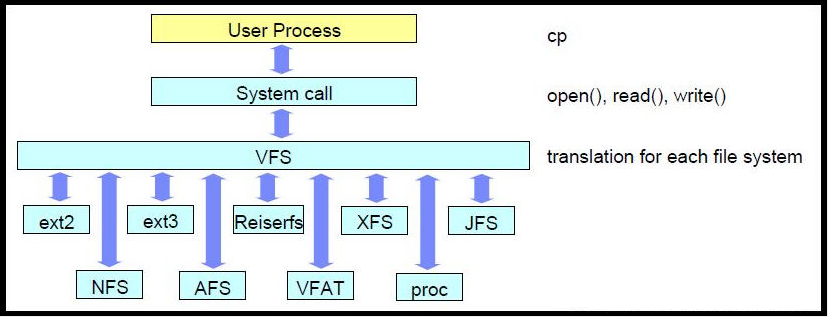 User Process
cp
System call
open(), read(), write()
VFS
translation for each file system
ext2
ext3
Reiserfs
XFS
JFS
NFS
AFS
VFAT
proc